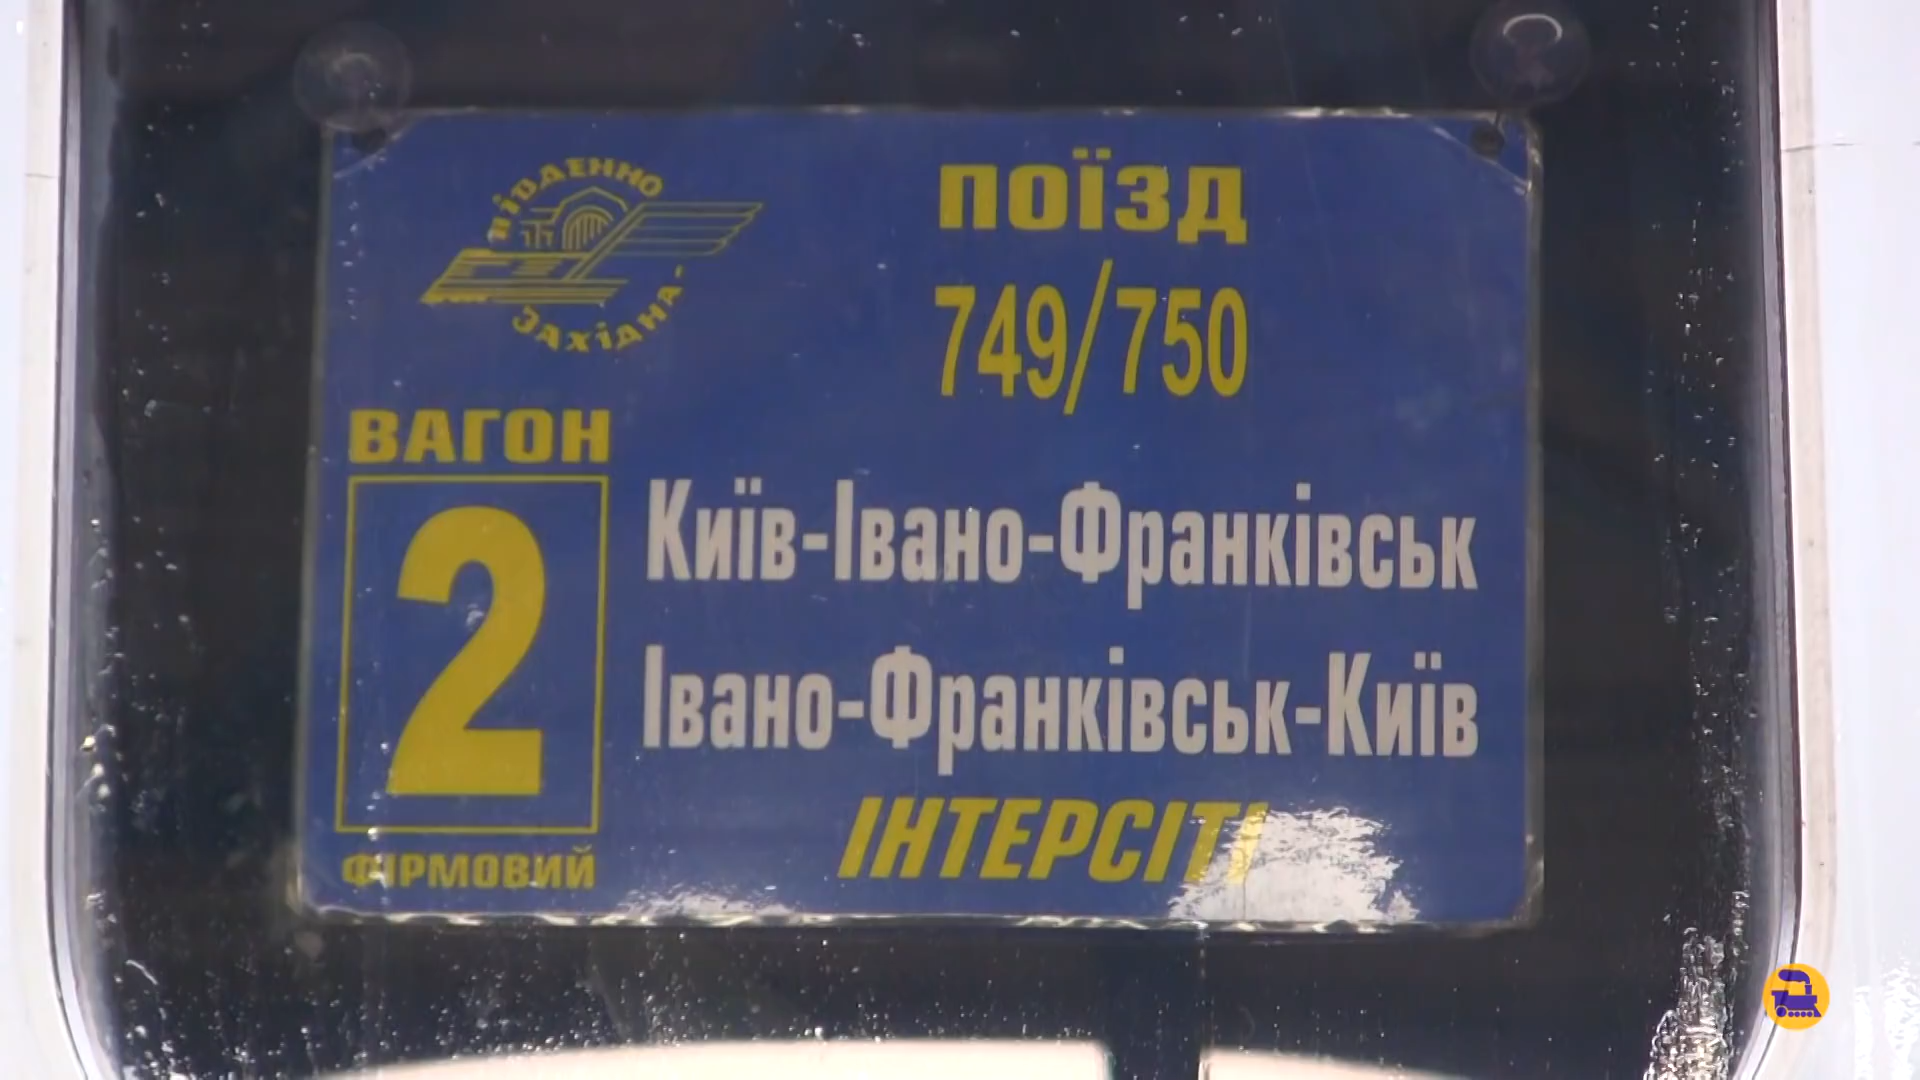 ПІВДЕННО
ЗАХІДНА-
ПОЇЗД
749/750
ВАГОН
2
ФІРМОВИЙ
Київ-Івано-Франківськ
Івано-Франківськ-Київ
ІНТЕРСІТІ